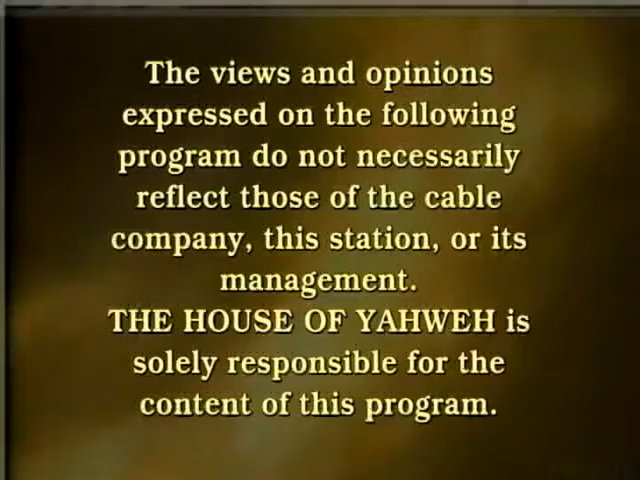 The views and opinions
expressed on the following
program do not necessarily
reflect those of the cable
company, this station, or its
management.
THE HOUSE OF YAHWEH is
solely responsible for the
content of this program.